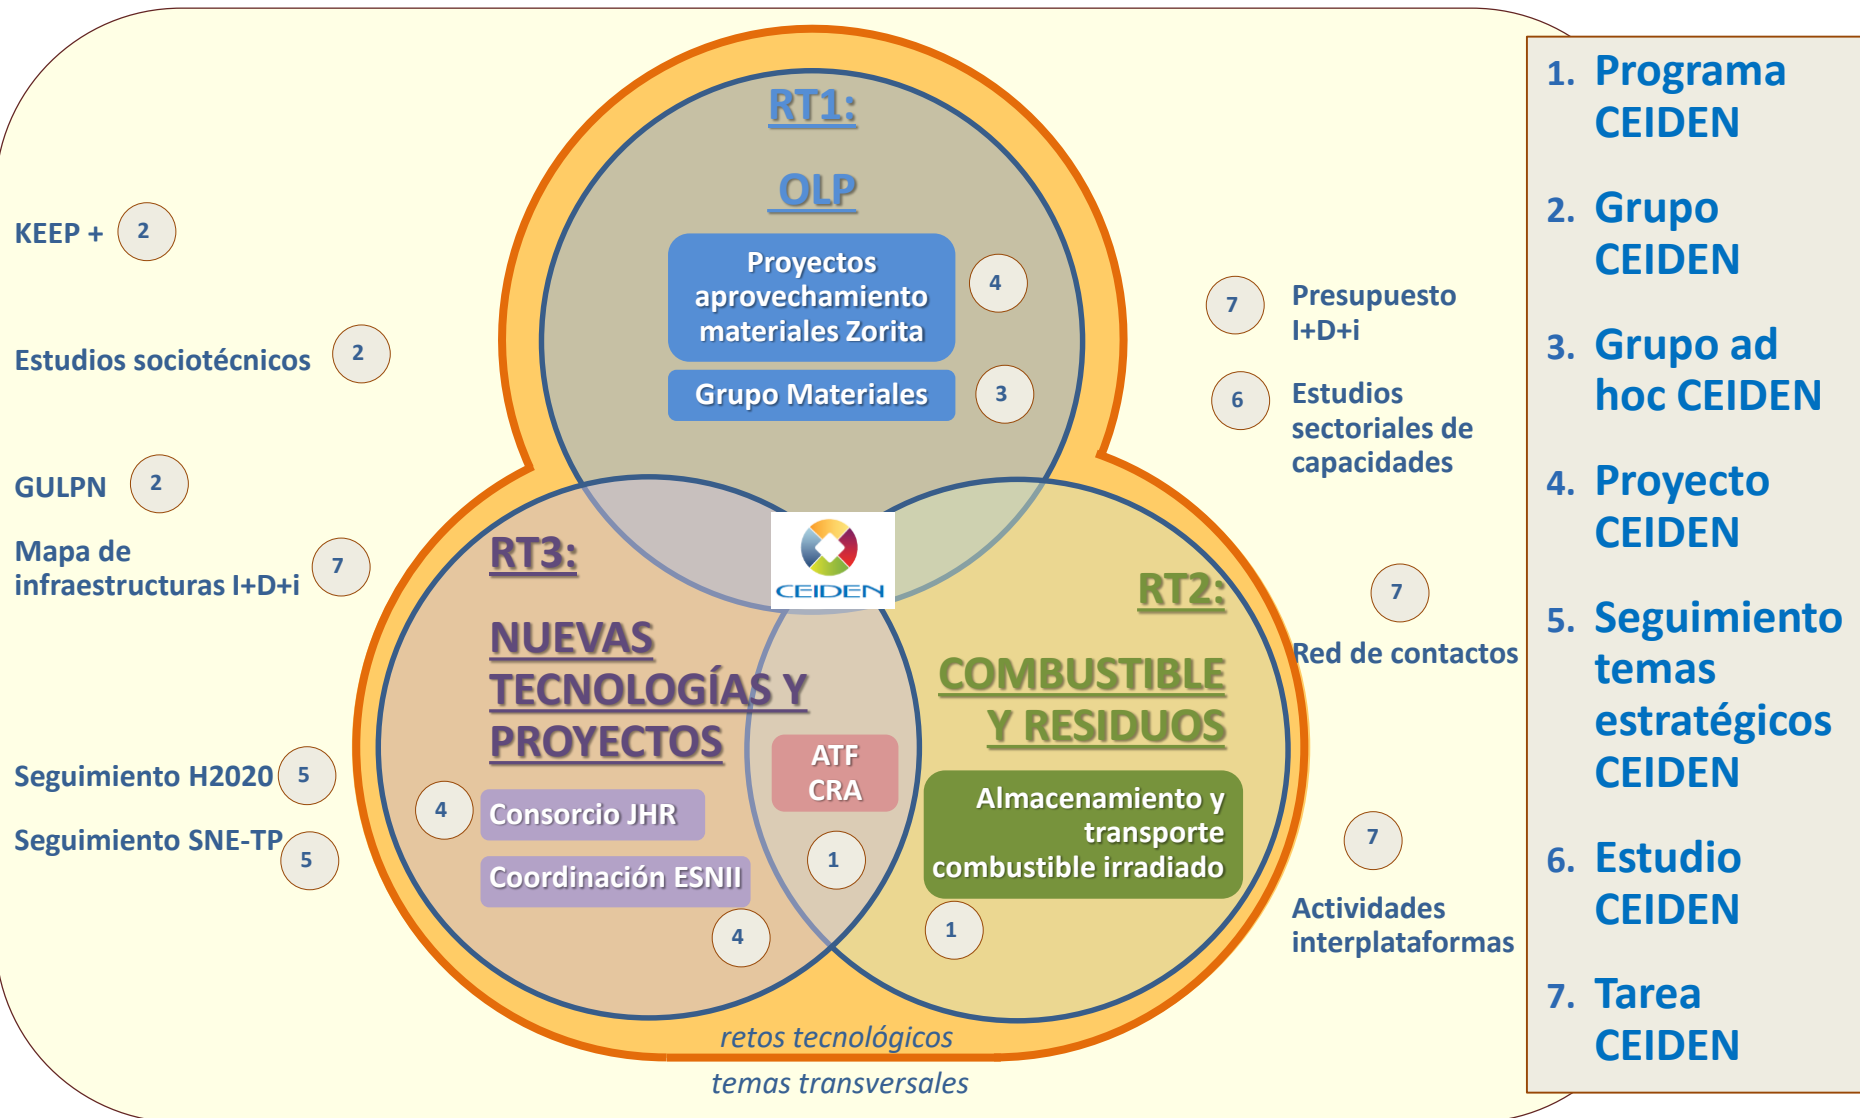 RT1:
OLP
Proyectos
aprovechamiento
materiales Zorita
4
Grupo Materiales
3
KEEP + 2
Estudios sociotécnicos 2
GULPN 2
Mapa de
infraestructuras I+D+i
7
Seguimiento H2020 5
Seguimiento SNE-TP
5
CEIDEN
RT3:
NUEVAS
TECNOLOGÍAS Y
PROYECTOS
4
Consorcio JHR
Coordinación ESNII
4
ATF
CRA
1
RT2:
COMBUSTIBLE
Y RESIDUOS
Almacenamiento y
transporte
combustible irradiado
1
7
Presupuesto
I+D+i
6
Estudios
sectoriales de
capacidades
7
Red de contactos
7
Actividades
interplataformas
retos tecnológicos
temas transversales
1. Programa
CEIDEN
2. Grupo
CEIDEN
3. Grupo ad
hoc CEIDEN
4. Proyecto
CEIDEN
5. Seguimiento
temas
estratégicos
CEIDEN
6. Estudio
CEIDEN
7. Tarea
CEIDEN